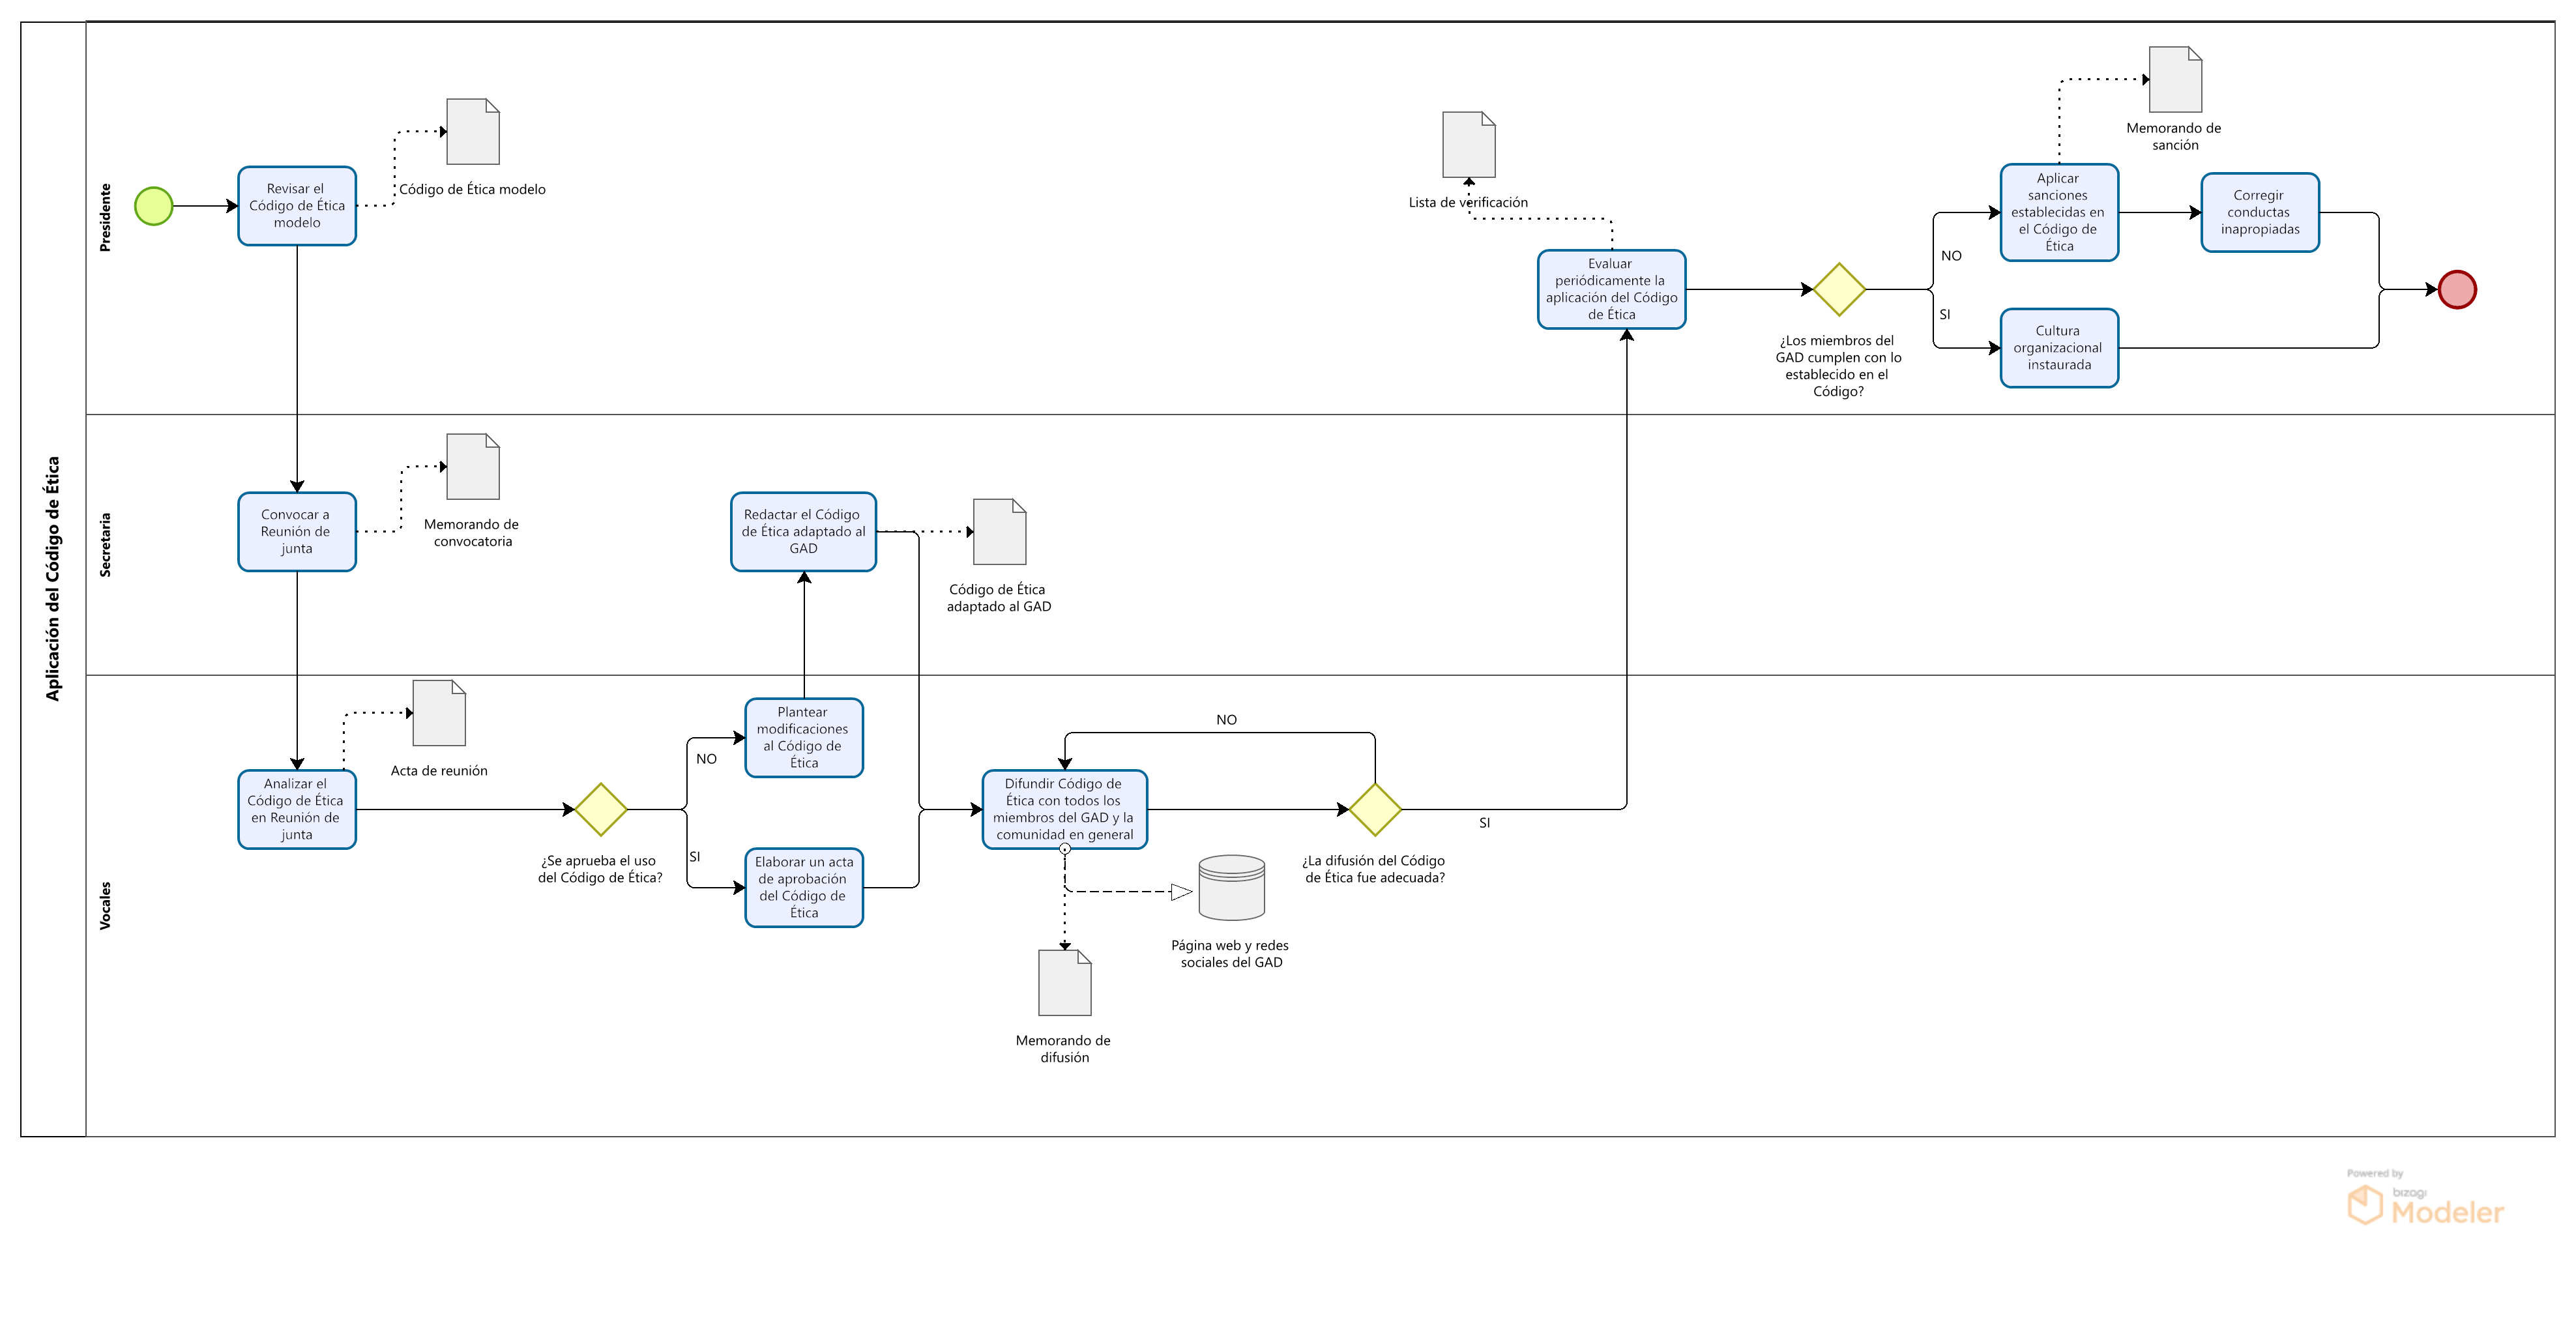 Aplicación del Código de Ética
Presidente
Revisar el
Código de Ética
modelo
Código de Ética modelo
Lista de verificación
Evaluar
periódicamente la
aplicación del Código
de Ética
¿Los miembros del
GAD cumplen con lo
establecido en el
Código?
NO
SI
Aplicar
sanciones
establecidas en
el Código de
Ética
Memorando de
sanción
Corregir
conductas
inapropiadas
Cultura
organizacional
instaurada
Secretaria
Convocar a
Reunión de
junta
Memorando de
convocatoria
Redactar el Código
de Ética adaptado al
GAD
Código de Ética
adaptado al GAD
Vocales
Analizar el
Código de Ética
en Reunión de
junta
Acta de reunión
¿Se aprueba el uso
del Código de Ética?
NO
SI
Plantear
modificaciones
al Código de
Ética
Elaborar un acta
de aprobación
del Código de
Ética
Difundir Código de
Ética con todos los
miembros del GAD y la
comunidad en general
NO
¿La difusión del Código
de Ética fue adecuada?
SI
Página web y redes
sociales del GAD
Memorando de
difusión
Powered by
bizagi
Modeler